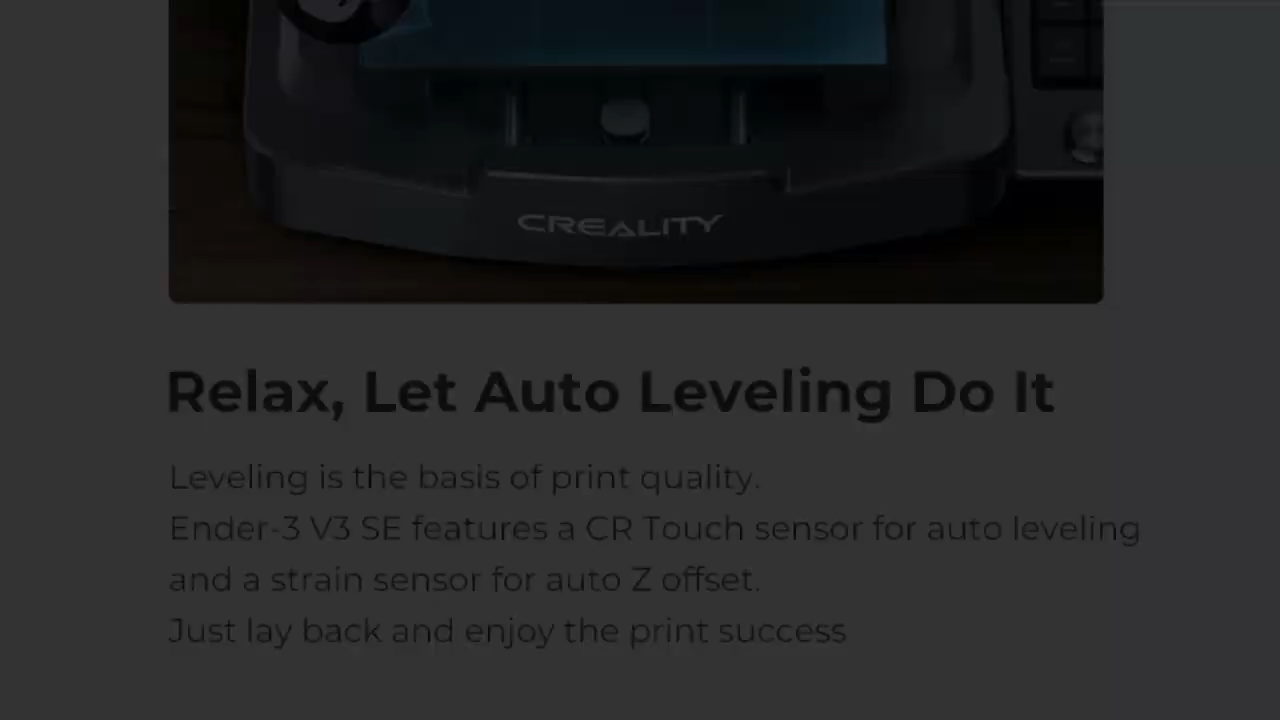 CREALITY
Relax, Let Auto Leveling Do It
Leveling is the basis of print quality.
Ender-3 V3 SE features a CR Touch sensor for auto leveling
and a strain sensor for auto Z offset.
Just lay back and enjoy the print success